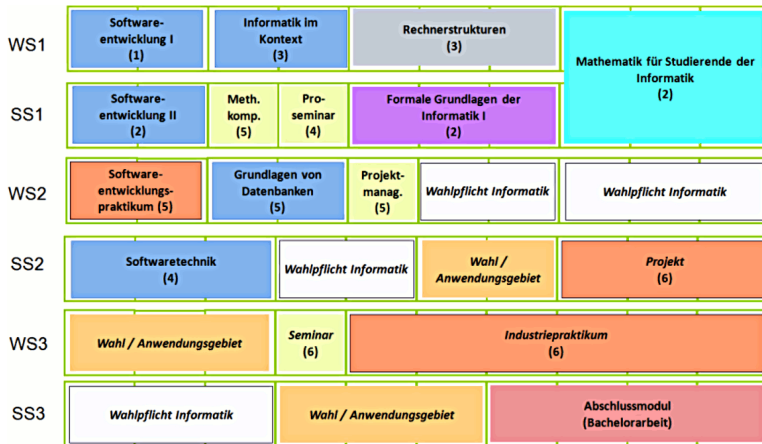 WS1
Software-
entwicklung I
(1)
Informatik im
Kontext
(3)
Rechnerstrukturen
(3)
Mathematik für Studierende der
Informatik
(2)
SS1
Software-
entwicklung II
(2)
Meth.
komp.
(5)
Pro-
seminar
(4)
Formale Grundlagen der
Informatik I
(2)
WS2
Software-
entwicklungs-
praktikum (5)
Grundlagen von
Datenbanken
(5)
Projekt-
manag.
(5)
Wahlpflicht Informatik
Wahlpflicht Informatik
SS2
Softwaretechnik
(4)
Wahlpflicht Informatik
Wahl /
Anwendungsgebiet
Projekt
(6)
WS3
Wahl / Anwendungsgebiet
Seminar
(6)
Industriepraktikum
(6)
SS3
Wahlpflicht Informatik
Wahl / Anwendungsgebiet
Abschlussmodul
(Bachelorarbeit)